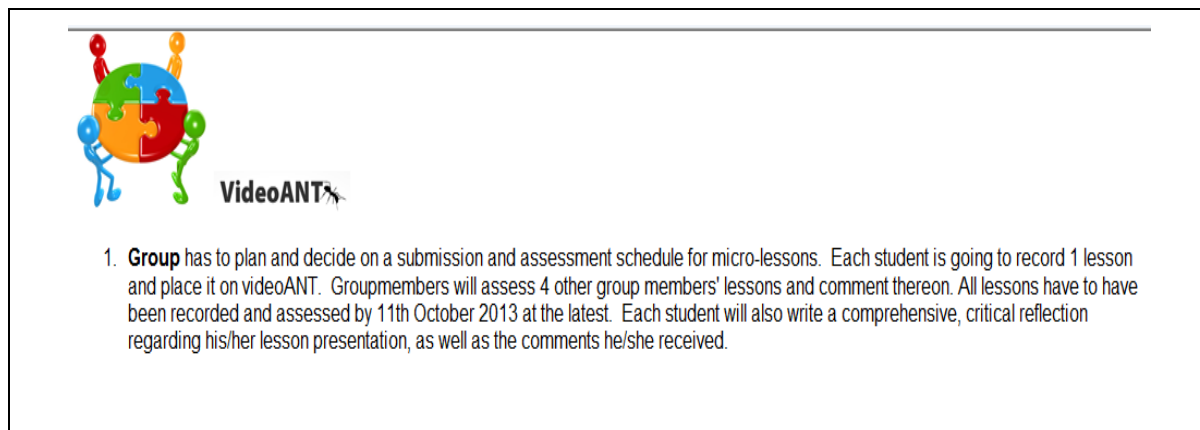 VideoANT
1. Group has to plan and decide on a submission and assessment schedule for micro-lessons. Each student is going to record 1 lesson
and place it on videoANT. Groupmembers will assess 4 other group members' lessons and comment thereon. All lessons have to have
been recorded and assessed by 11th October 2013 at the latest. Each student will also write a comprehensive, critical reflection
regarding his/her lesson presentation, as well as the comments he/she received.